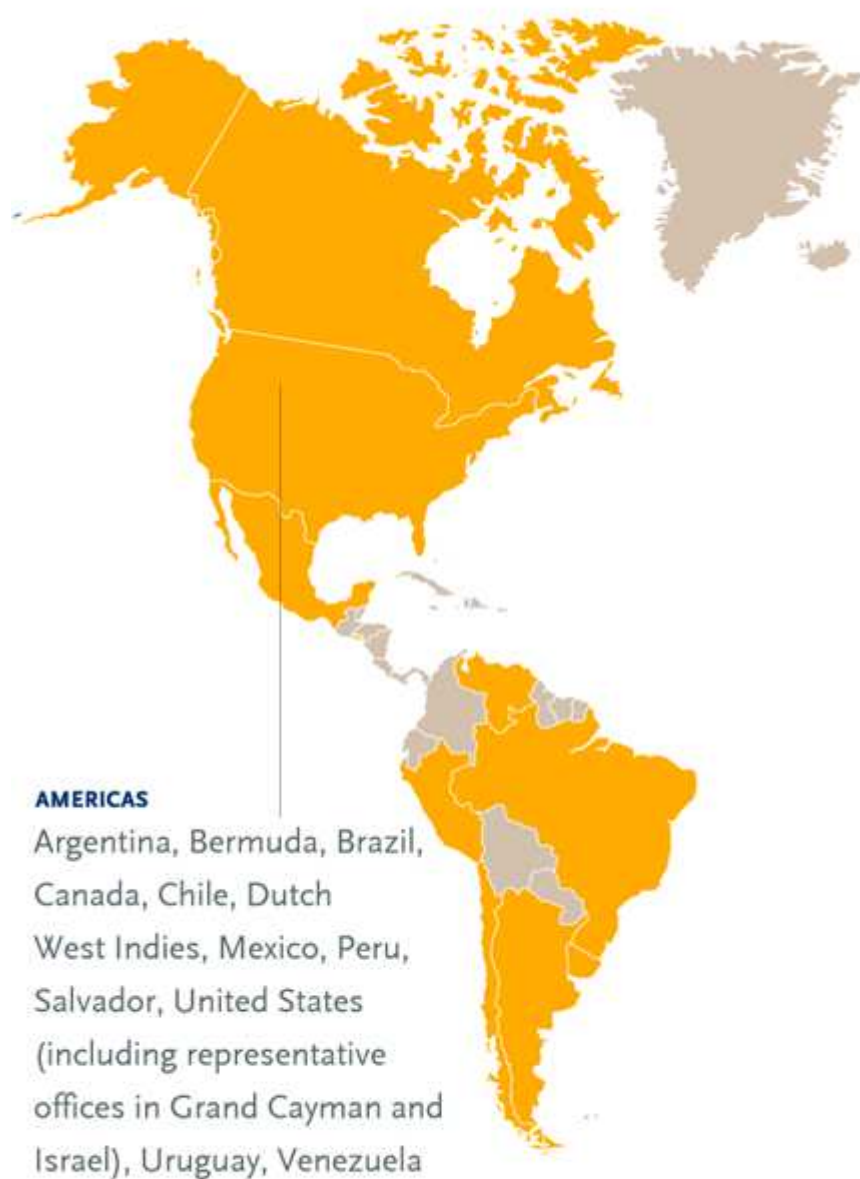 AMERICAS
Argentina, Bermuda, Brazil,
Canada, Chile, Dutch
West Indies, Mexico, Peru,
Salvador, United States
(including representative
offices in Grand Cayman and
Israel), Uruguay, Venezuela